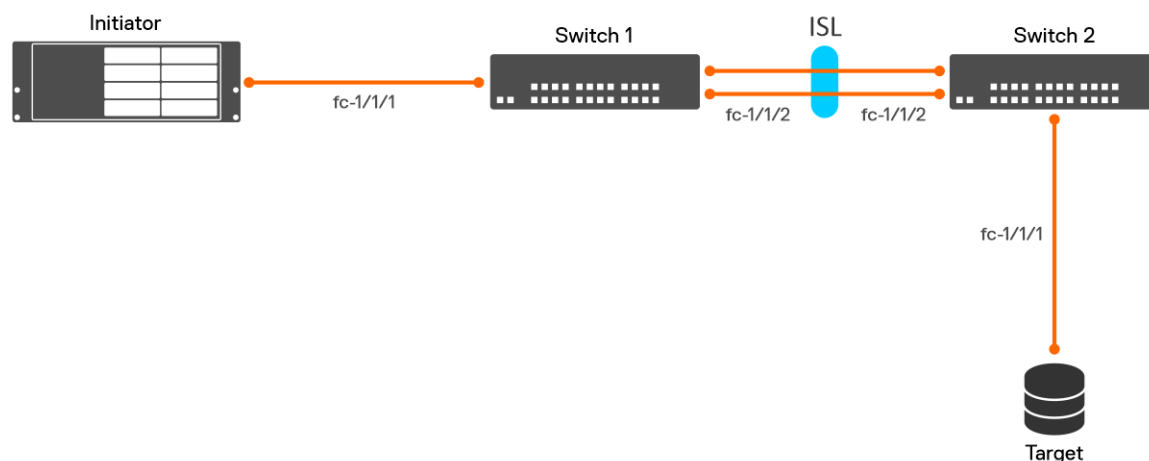 Initiator
Switch 1
ISL
Switch 2
fc-1/1/1
fc-1/1/2
fc-1/1/2
fc-1/1/1
Target